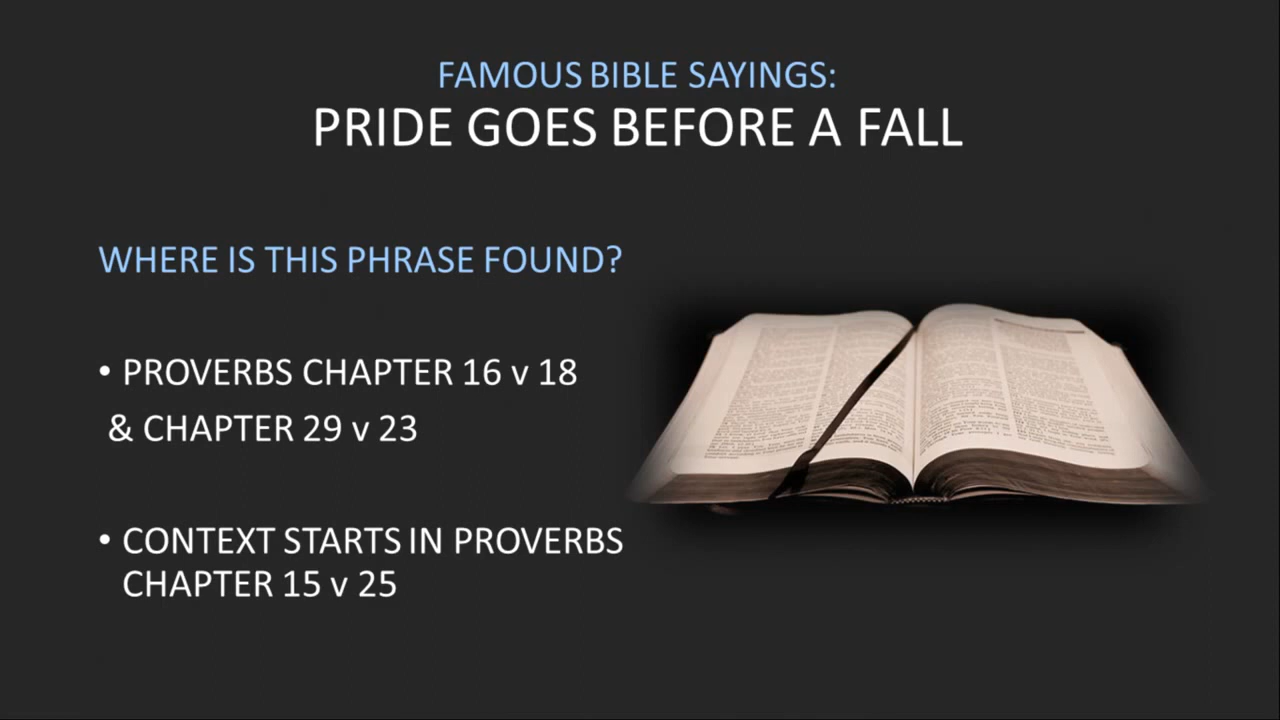 FAMOUS BIBLE SAYINGS:
PRIDE GOES BEFORE A FALL
WHERE IS THIS PHRASE FOUND?
• PROVERBS CHAPTER 16 v 18
& CHAPTER 29 v 23
• CONTEXT STARTS IN PROVERBS
CHAPTER 15 v 25